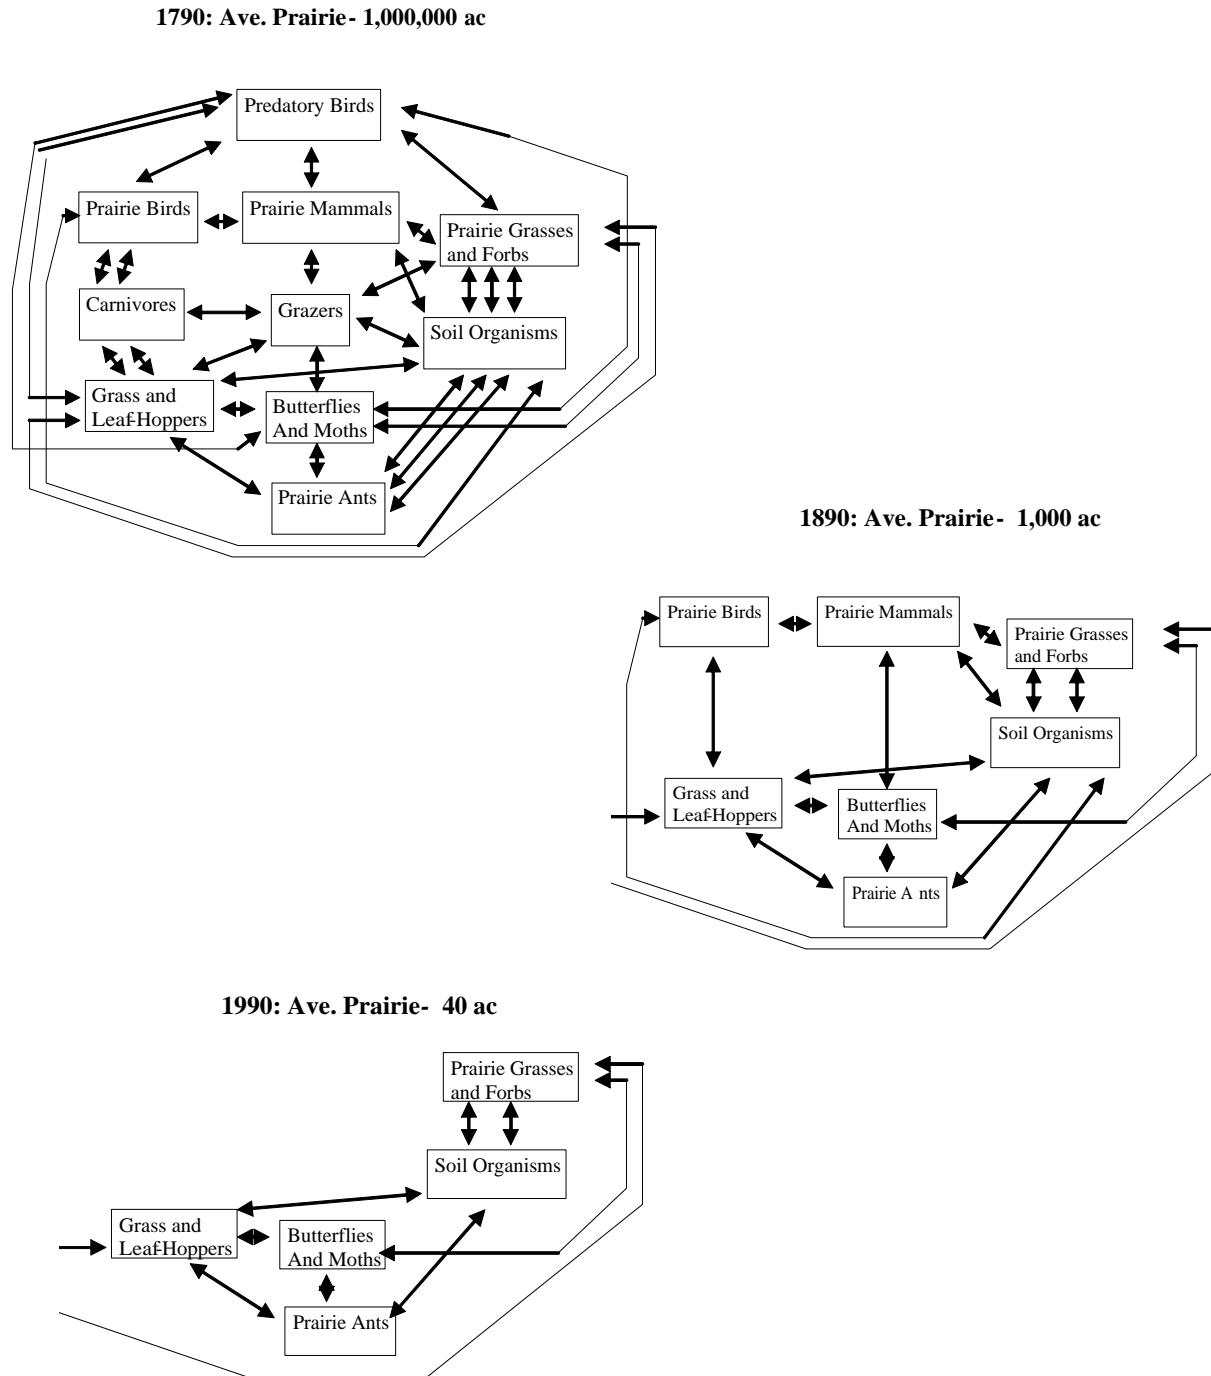 1790: Ave. Prairie- 1,000,000 ac
Predatory Birds
Prairie Birds
Prairie Mammals
Prairie Grasses
and Forbs
Carnivores
Grazers
Soil Organisms
Grass and
Leaf-Hoppers
Butterflies
And Moths
Prairie Ants
1890: Ave. Prairie- 1,000 ac
Prairie Birds
Prairie Mammals
Prairie Grasses
and Forbs
Soil Organisms
Grass and
Leaf-Hoppers
Butterflies
And Moths
Prairie A nts
1990: Ave. Prairie- 40 ac
Prairie Grasses
and Forbs
Soil Organisms
Grass and
Leaf-Hoppers
Butterflies
And Moths
Prairie Ants